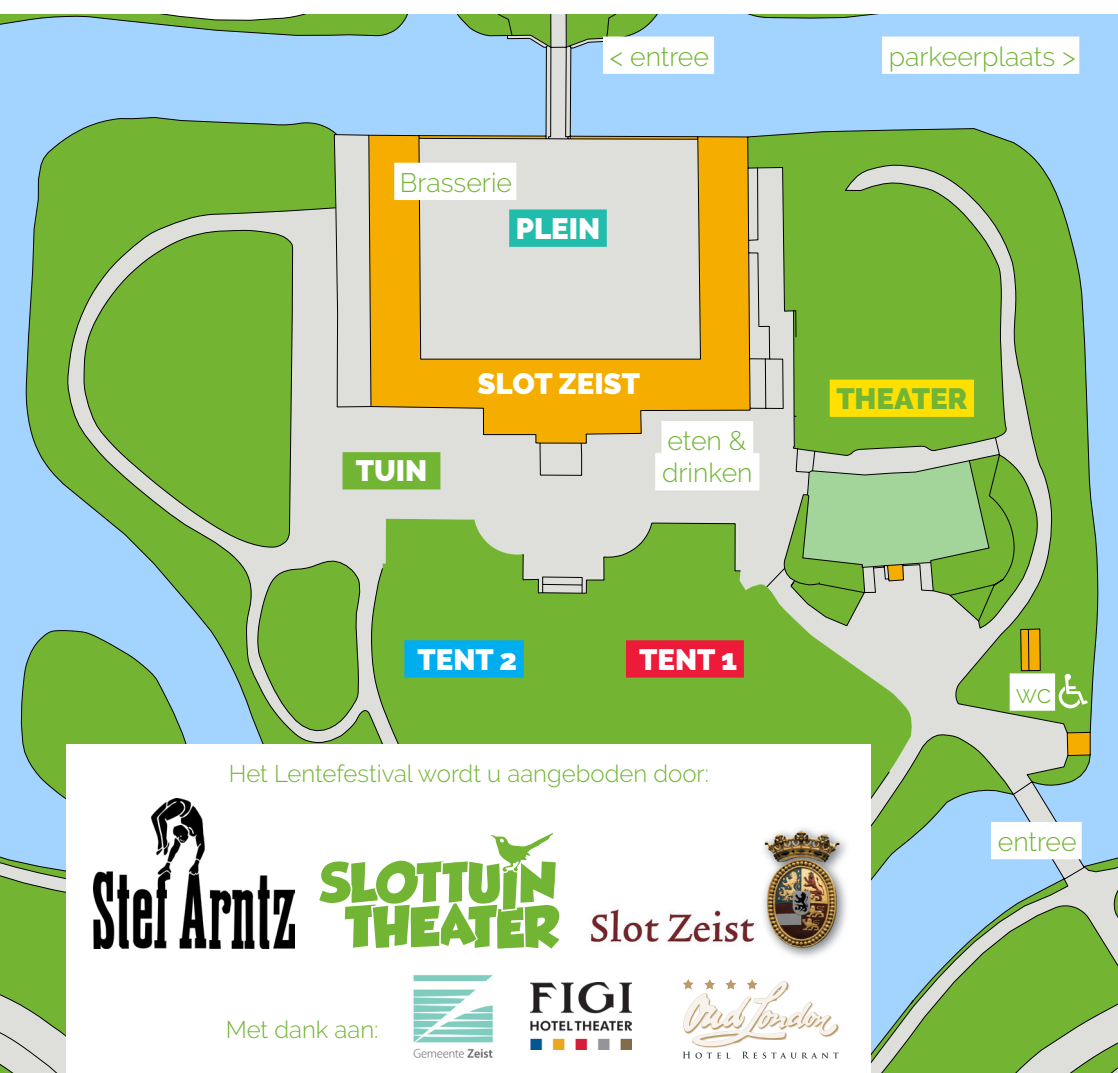 < entree
parkeerplaats >
Brasserie
PLEIN
SLOT ZEIST
THEATER
eten &
drinken
TUIN
TENT 2
TENT 1
wc
entree
Het Lentefestival wordt u aangeboden door:
Stef Arntz
SLOTTUIN
THEATER
Slot Zeist
Met dank aan:
Gemeente Zeist
FIGI
HOTEL THEATER
Oud London
HOTEL RESTAURANT